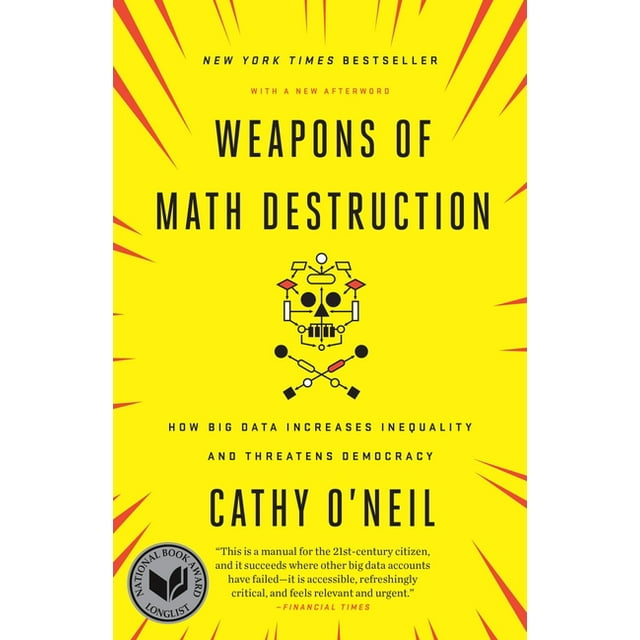 NEW YORK TIMES BESTSELLER
WITH A NEW AFTERWORD
WEAPONS OF
MATH DESTRUCTION
HOW BIG DATA INCREASES INEQUALITY
AND THREATENS DEMOCRACY
CATHY O'NEIL
NATIONAL BOOK AWARD
LONGLIST
“This is a manual for the 21st-century citizen,
and it succeeds where other big data accounts
have failed—it is accessible, refreshingly
critical, and feels relevant and urgent.”
—FINANCIAL TIMES